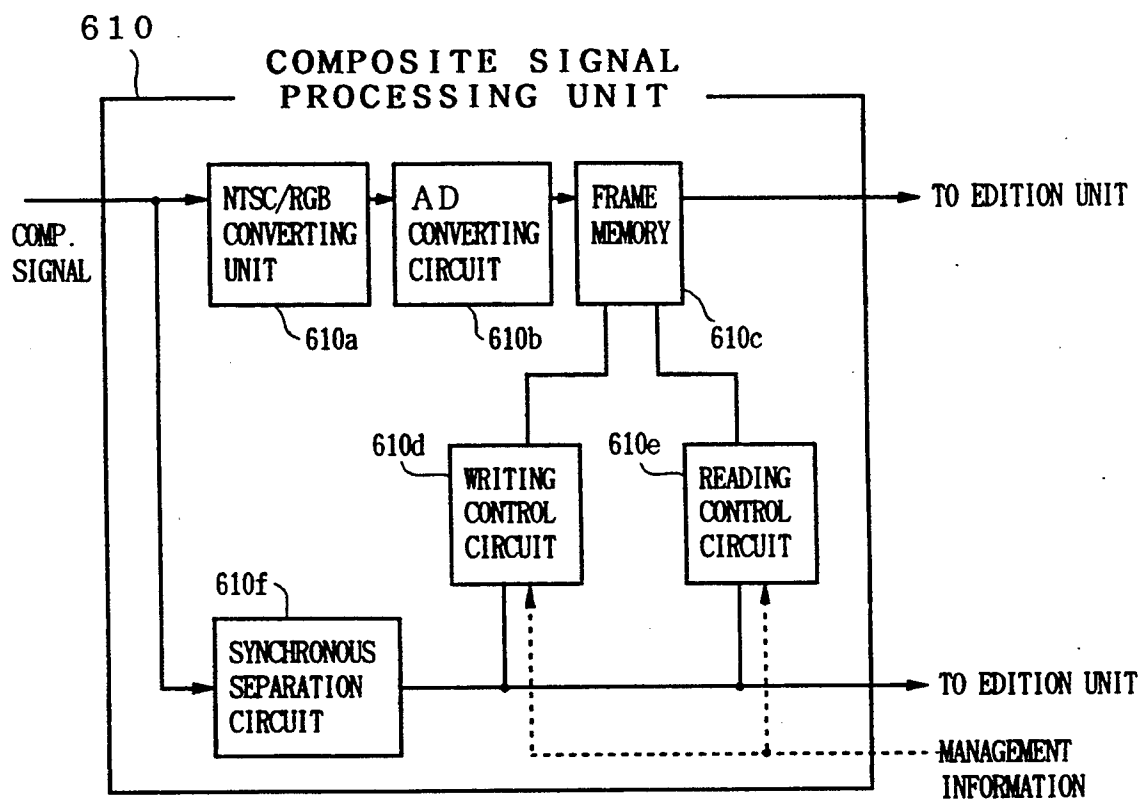 610
COMPOSITE SIGNAL
PROCESSING UNIT
NTSC/RGB
CONVERTING
UNIT
AD
CONVERTING
CIRCUIT
FRAME
MEMORY
TO EDITION UNIT
COMP.
SIGNAL
610a
610b
610c
610d
610e
WRITING
CONTROL
CIRCUIT
READING
CONTROL
CIRCUIT
610f
SYNCHRONOUS
SEPARATION
CIRCUIT
TO EDITION UNIT
MANAGEMENT
INFORMATION